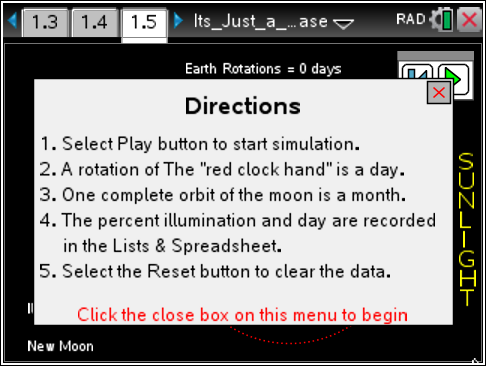 1.3 1.4 1.5 Its_Just_a_...ase RAD
Earth Rotations = 0 days
Directions
1. Select Play button to start simulation.
2. A rotation of The "red clock hand" is a day.
3. One complete orbit of the moon is a month.
4. The percent illumination and day are recorded
in the Lists & Spreadsheet.
5. Select the Reset button to clear the data.
Click the close box on this menu to begin
New Moon
SUNLIGHT